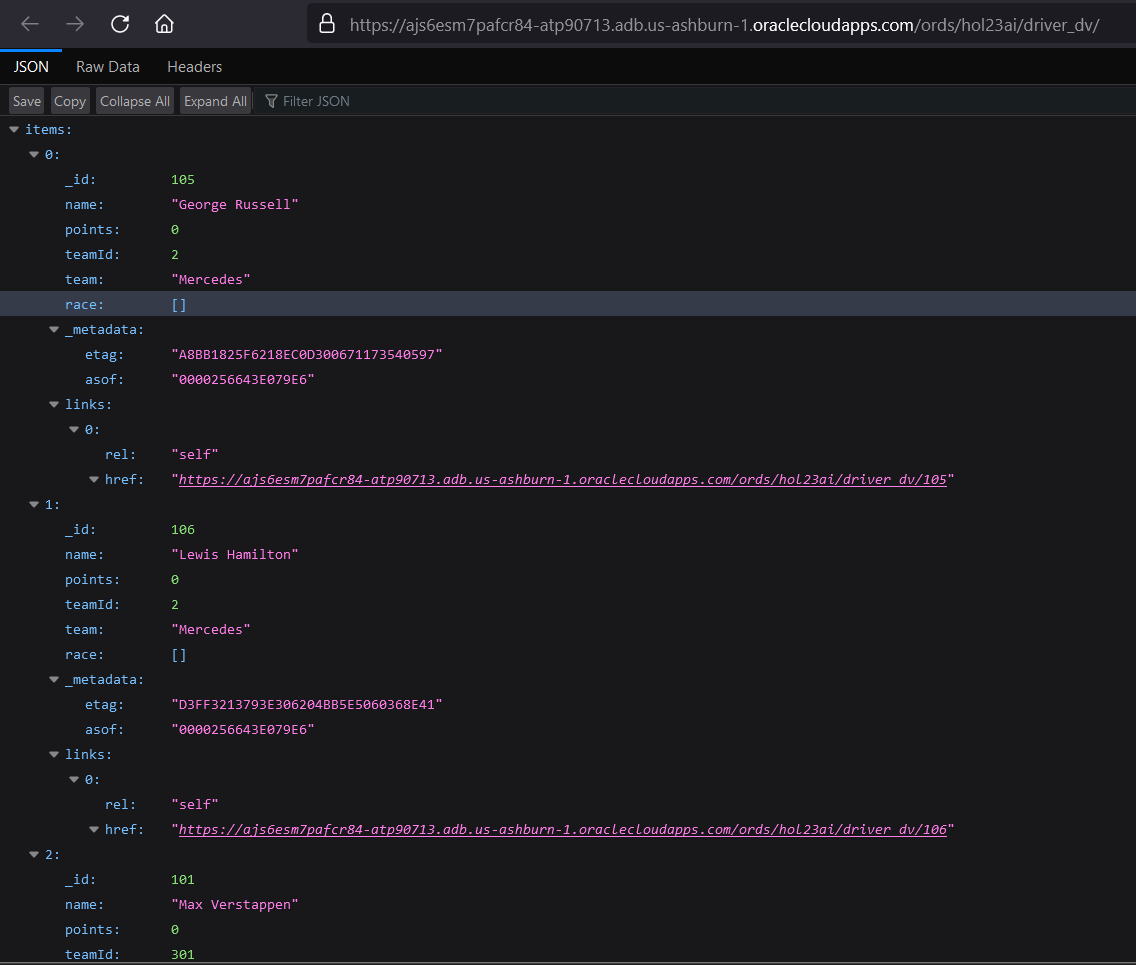 https://ajs6esm7pafcr84-atp90713.adb.us-ashburn-1.oraclecloudapps.com/ords/hol23ai/driver_dv/
JSON Raw Data Headers
Save Copy Collapse All Expand All Filter JSON
items:
0:
_id: 105
name: "George Russell"
points: 0
teamId: 2
team: "Mercedes"
race: []
_metadata:
etag: "A8BB1825F6218EC0D300671173540597"
asof: "0000256643E079E6"
links:
0:
rel: "self"
href: "https://ajs6esm7pafcr84-atp90713.adb.us-ashburn-1.oraclecloudapps.com/ords/hol23ai/driver_dv/105"
1:
_id: 106
name: "Lewis Hamilton"
points: 0
teamId: 2
team: "Mercedes"
race: []
_metadata:
etag: "D3FF3213793E306204BB5E5060368E41"
asof: "0000256643E079E6"
links:
0:
rel: "self"
href: "https://ajs6esm7pafcr84-atp90713.adb.us-ashburn-1.oraclecloudapps.com/ords/hol23ai/driver_dv/106"
2:
_id: 101
name: "Max Verstappen"
points: 0
teamId: 301